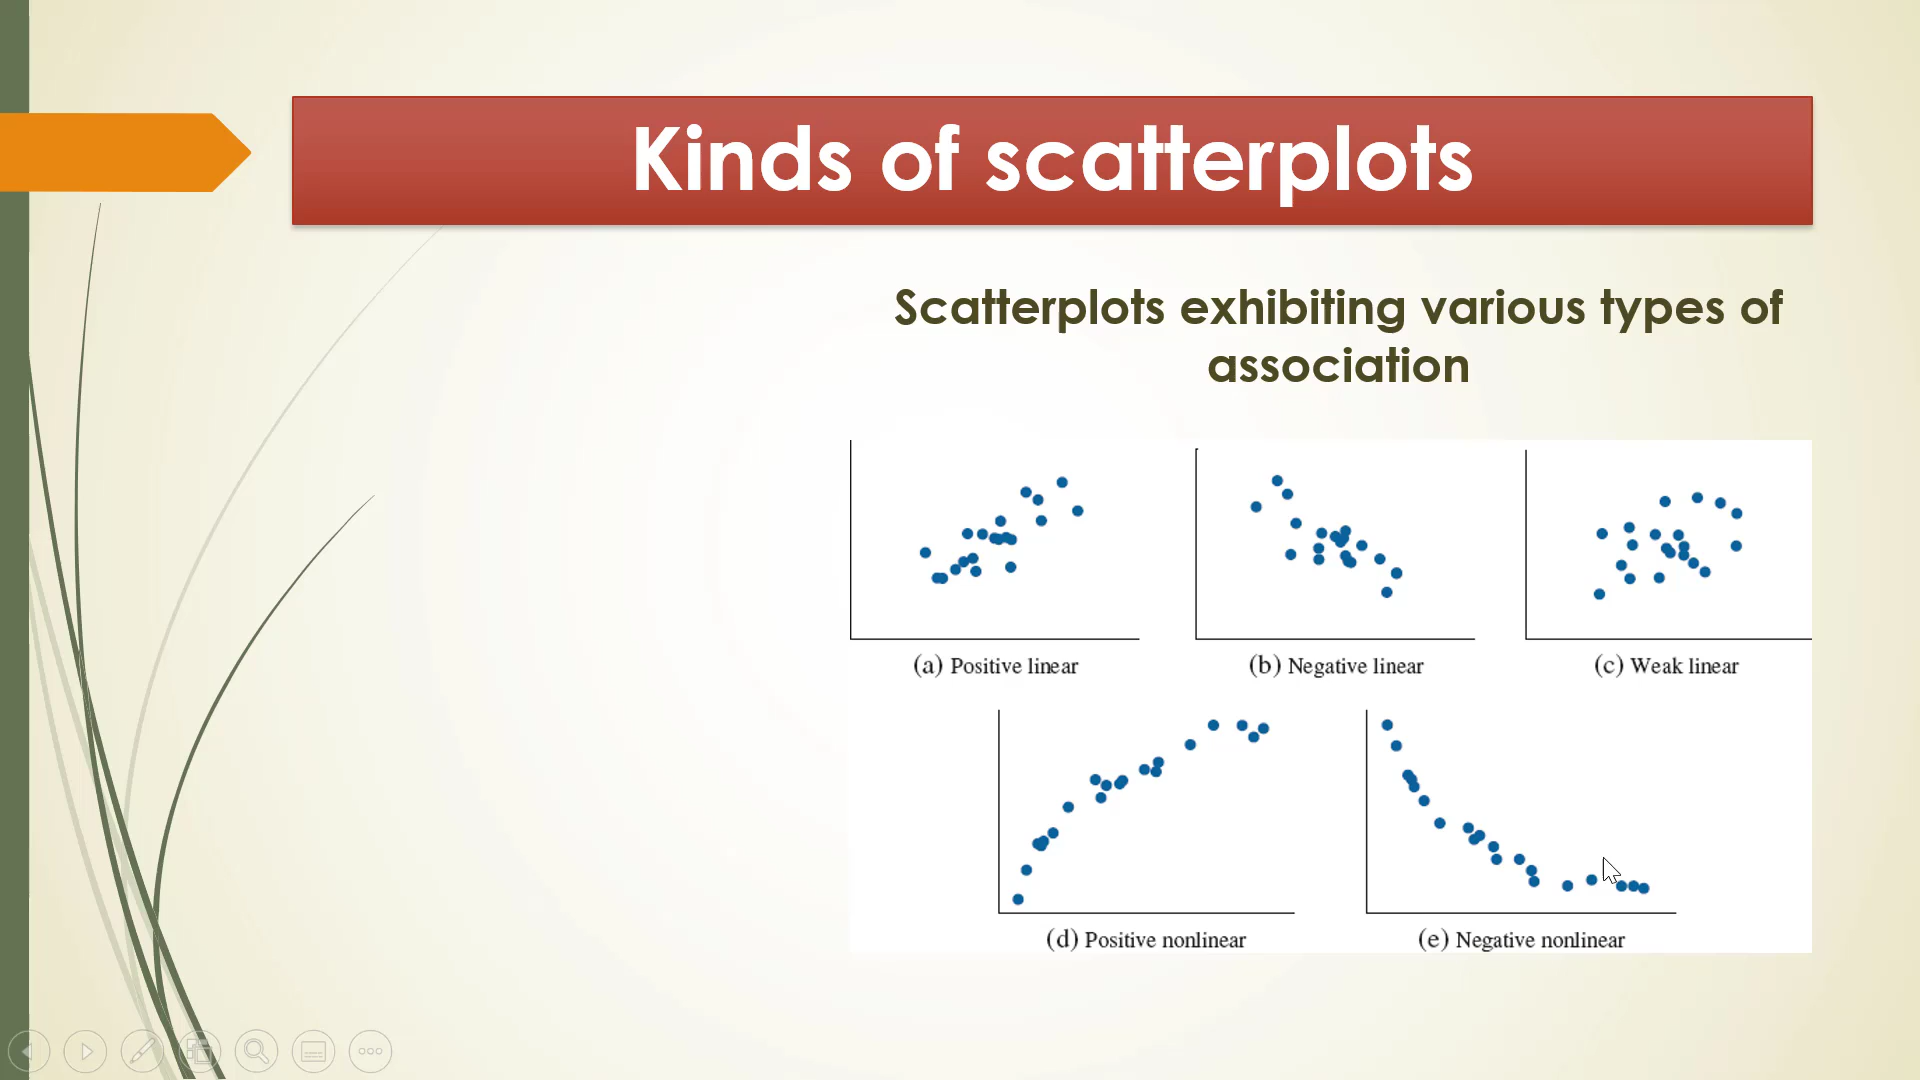 Kinds of scatterplots
Scatterplots exhibiting various types of
association
(a) Positive linear
(b) Negative linear
(c) Weak linear
(d) Positive nonlinear
(e) Negative nonlinear